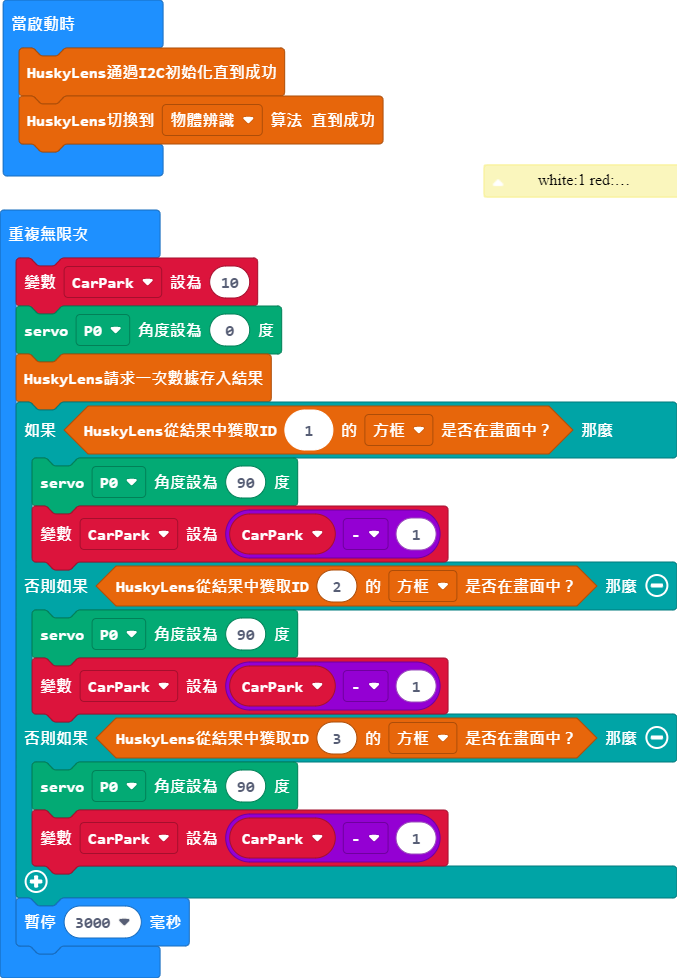 當啟動時
HuskyLens通過I2C初始化直到成功
HuskyLens切換到 物體辨識 算法 直到成功
white:1 red:...
重複無限次
變數 CarPark 設為 10
servo P0 角度設為 0 度
HuskyLens請求一次數據存入結果
如果 HuskyLens從結果中獲取ID 1 的 方框 是否在畫面中？ 那麼
servo P0 角度設為 90 度
變數 CarPark 設為 CarPark - 1
否則如果 HuskyLens從結果中獲取ID 2 的 方框 是否在畫面中？ 那麼
servo P0 角度設為 90 度
變數 CarPark 設為 CarPark - 1
否則如果 HuskyLens從結果中獲取ID 3 的 方框 是否在畫面中？ 那麼
servo P0 角度設為 90 度
變數 CarPark 設為 CarPark - 1
暫停 3000 毫秒